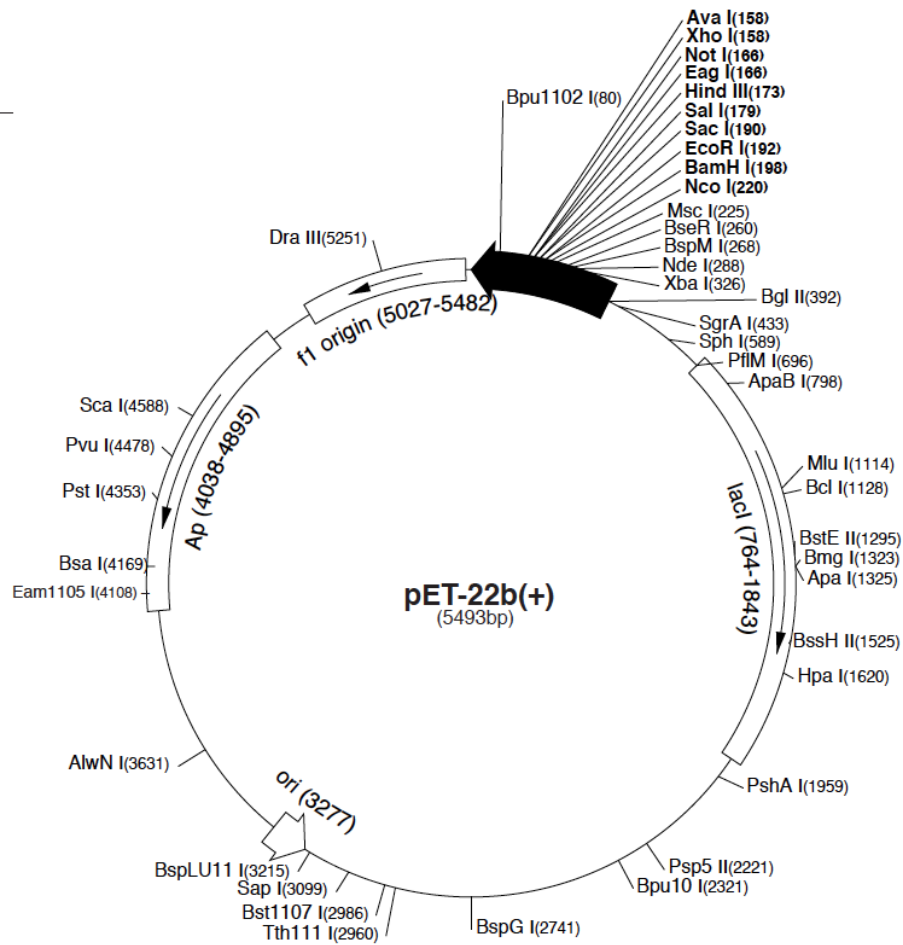 Ava I(158)
Xho I(158)
Not I(166)
Eag I(166)
Hind III(173)
Sal I(179)
Sac I(190)
EcoR I(192)
BamH I(198)
Nco I(220)
Msc I(225)
BseR I(260)
BspM I(268)
Nde I(288)
Xba I(326)
Bgl II(392)
SgrA I(433)
Sph I(589)
PflM I(696)
ApaB I(798)
Mlu I(1114)
Bcl I(1128)
BstE II(1295)
Bmg I(1323)
Apa I(1325)
BssH II(1525)
Hpa I(1620)
PshA I(1959)
Psp5 II(2221)
Bpu10 I(2321)
BspG I(2741)
Tth111 I(2960)
Bst1107 I(2986)
Sap I(3099)
BspLU11 I(3215)
AlwN I(3631)
Eam1105 I(4108)
Bsa I(4169)
Pst I(4353)
Pvu I(4478)
Sca I(4588)
Dra III(5251)
Bpu1102 I(80)
f1 origin (5027-5482)
Ap (4038-4895)
lacI (764-1843)
ori (3277)
pET-22b(+)
(5493bp)